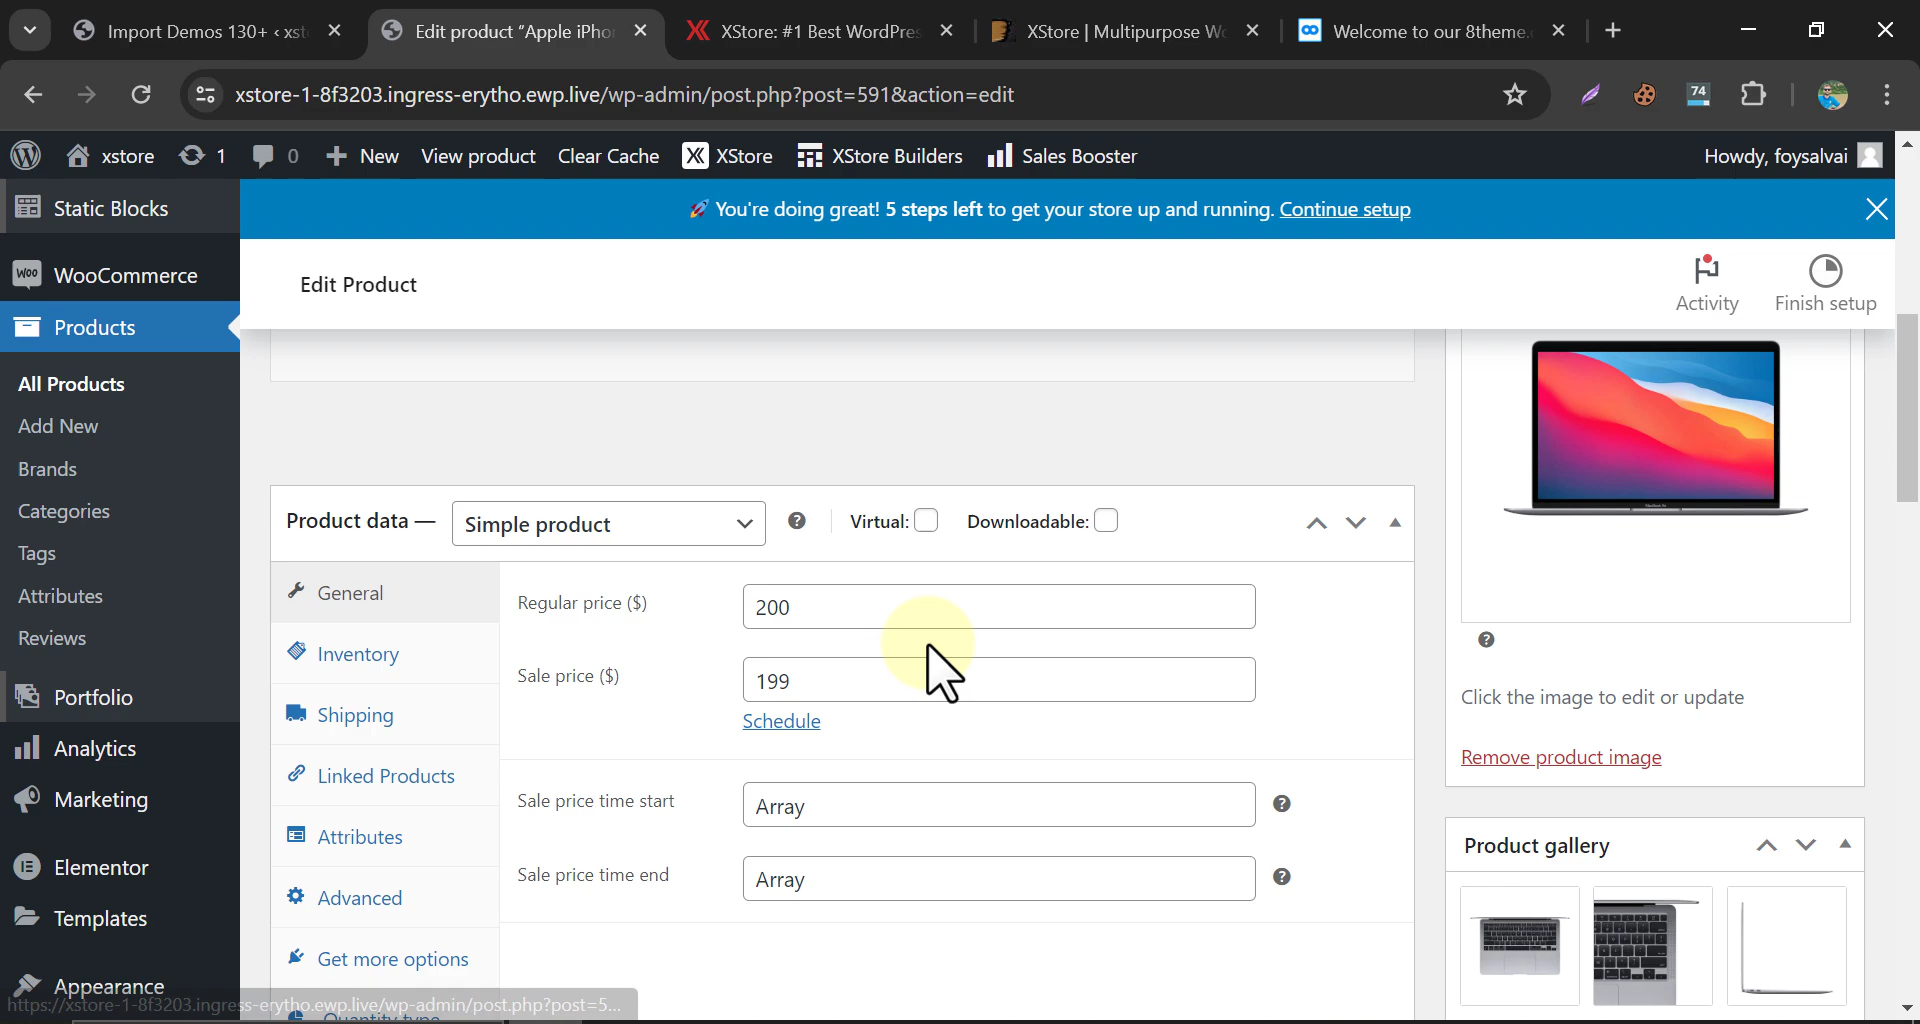 Import Demos 130+ ‹ xst
Edit product “Apple iPho
XStore: #1 Best WordPres
XStore | Multipurpose Wo
Welcome to our 8theme.
xstore-1-8f3203.ingress-erytho.ewp.live/wp-admin/post.php?post=591&action=edit
74
xstore
1
0
New
View product
Clear Cache
XStore
XStore Builders
Sales Booster
Howdy, foysalvai
Static Blocks
🚀 You're doing great! 5 steps left to get your store up and running. Continue setup
WooCommerce
Edit Product
Activity
Finish setup
Products
All Products
Add New
Brands
Categories
Tags
Attributes
Reviews
Portfolio
Analytics
Marketing
Elementor
Templates
Appearance
https://xstore-1-8f3203.ingress-erytho.ewp.live/wp-admin/post.php?post=5...
Product data — Simple product
Virtual:
Downloadable:
General
Inventory
Shipping
Linked Products
Attributes
Advanced
Get more options
Quantity type
Regular price ($)
200
Sale price ($)
199
Schedule
Sale price time start
Array
Sale price time end
Array
Click the image to edit or update
Remove product image
Product gallery